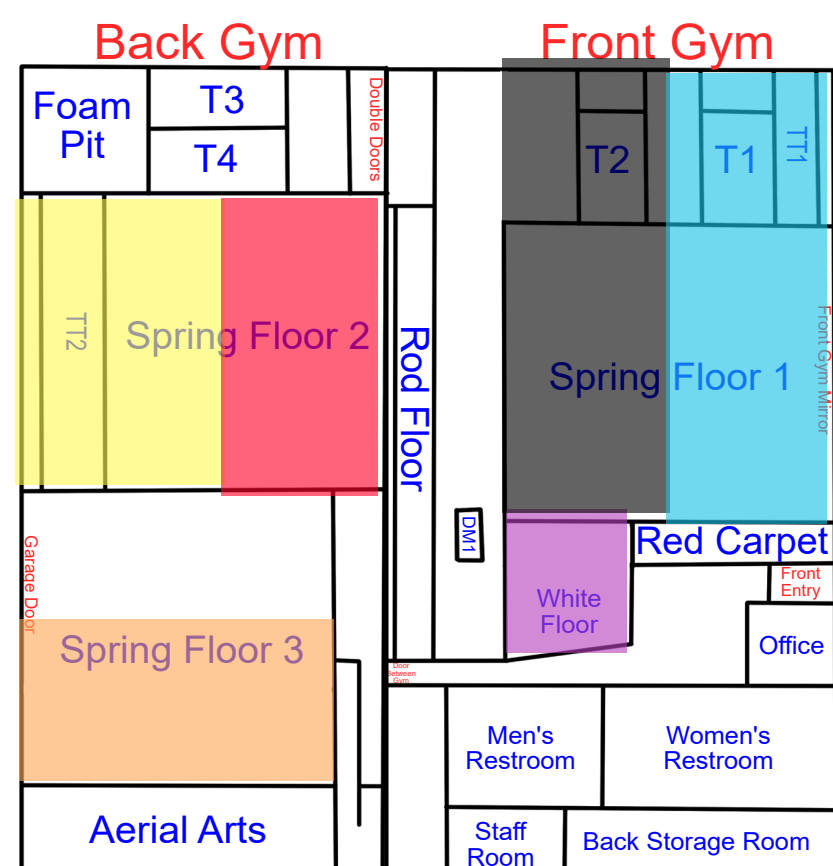 Back Gym
Front Gym
Foam
Pit
T3
T4
Double Doors
T2
T1
TT1
TT2
Spring Floor 2
Rod Floor
Spring Floor 1
Front Gym Mirror
DM1
Red Carpet
Garage Door
White
Floor
Front
Entry
Spring Floor 3
Office
Door
Between
Gym
Men's
Restroom
Women's
Restroom
Aerial Arts
Staff
Room
Back Storage Room